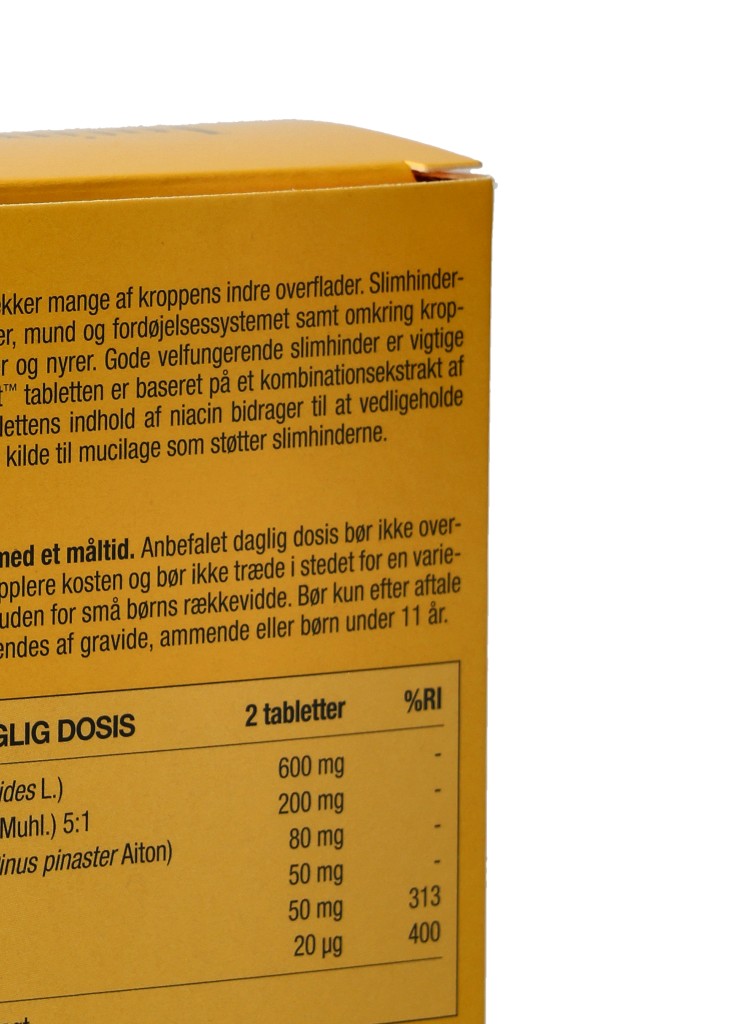 kker mange af kroppens indre overflader. Slimhinder-
er, mund og fordøjelsessystemet samt omkring krop-
r og nyrer. Gode velfungerende slimhinder er vigtige
t™ tabletten er baseret på et kombinationsekstrakt af
lettens indhold af niacin bidrager til at vedligeholde
kilde til mucilage som støtter slimhinderne.
med et måltid. Anbefalet daglig dosis bør ikke over-
pplere kosten og bør ikke træde i stedet for en varie-
uden for små børns rækkevidde. Bør kun efter aftale
endes af gravide, ammende eller børn under 11 år.
GLIG DOSIS 2 tabletter %RI
600 mg -
ides L.) 200 mg -
Muhl.) 5:1 80 mg -
inus pinaster Aiton) 50 mg -
50 mg 313
20 µg 400